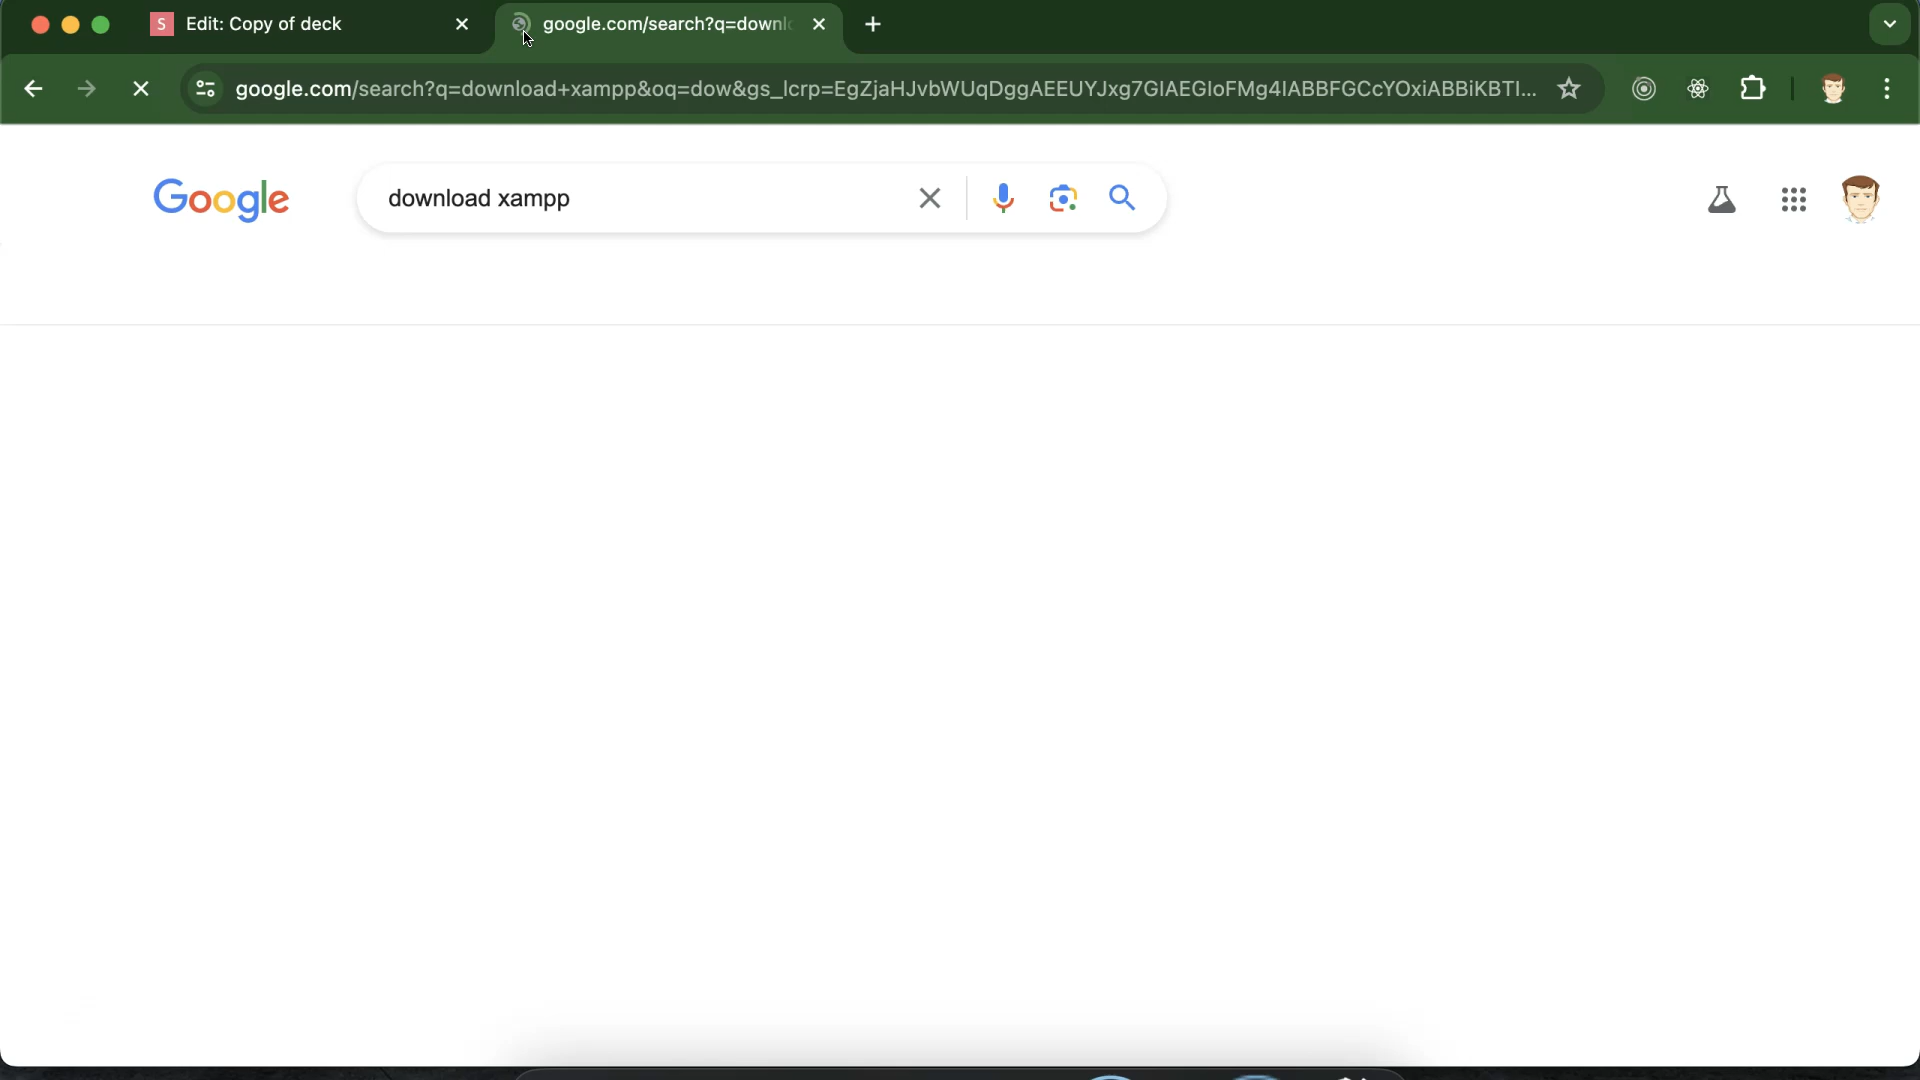 S Edit: Copy of deck
google.com/search?q=downl
google.com/search?q=download+xampp&oq=dow&gs_lcrp=EgZjaHJvbWUqDggAEEUYJxg7GIAEGIoFMg4IABBFGCcYOxiABBiKBTI...
Google
download xampp